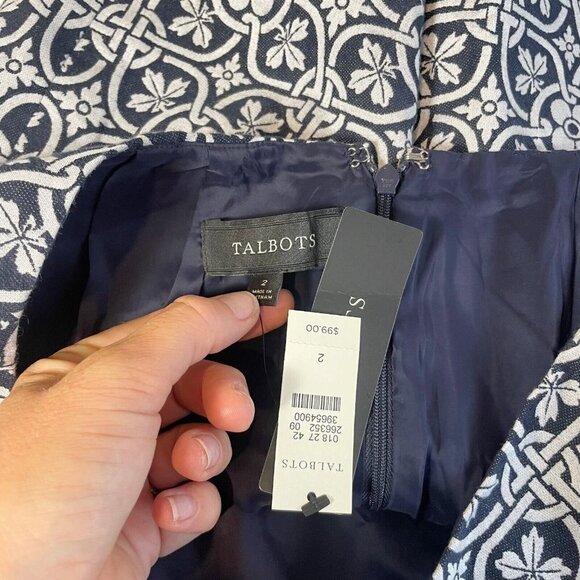 TALBOTS
2
MADE IN
VIETNAM
$99.00
2
018 27 42
266352 09
39654900
TALBOTS